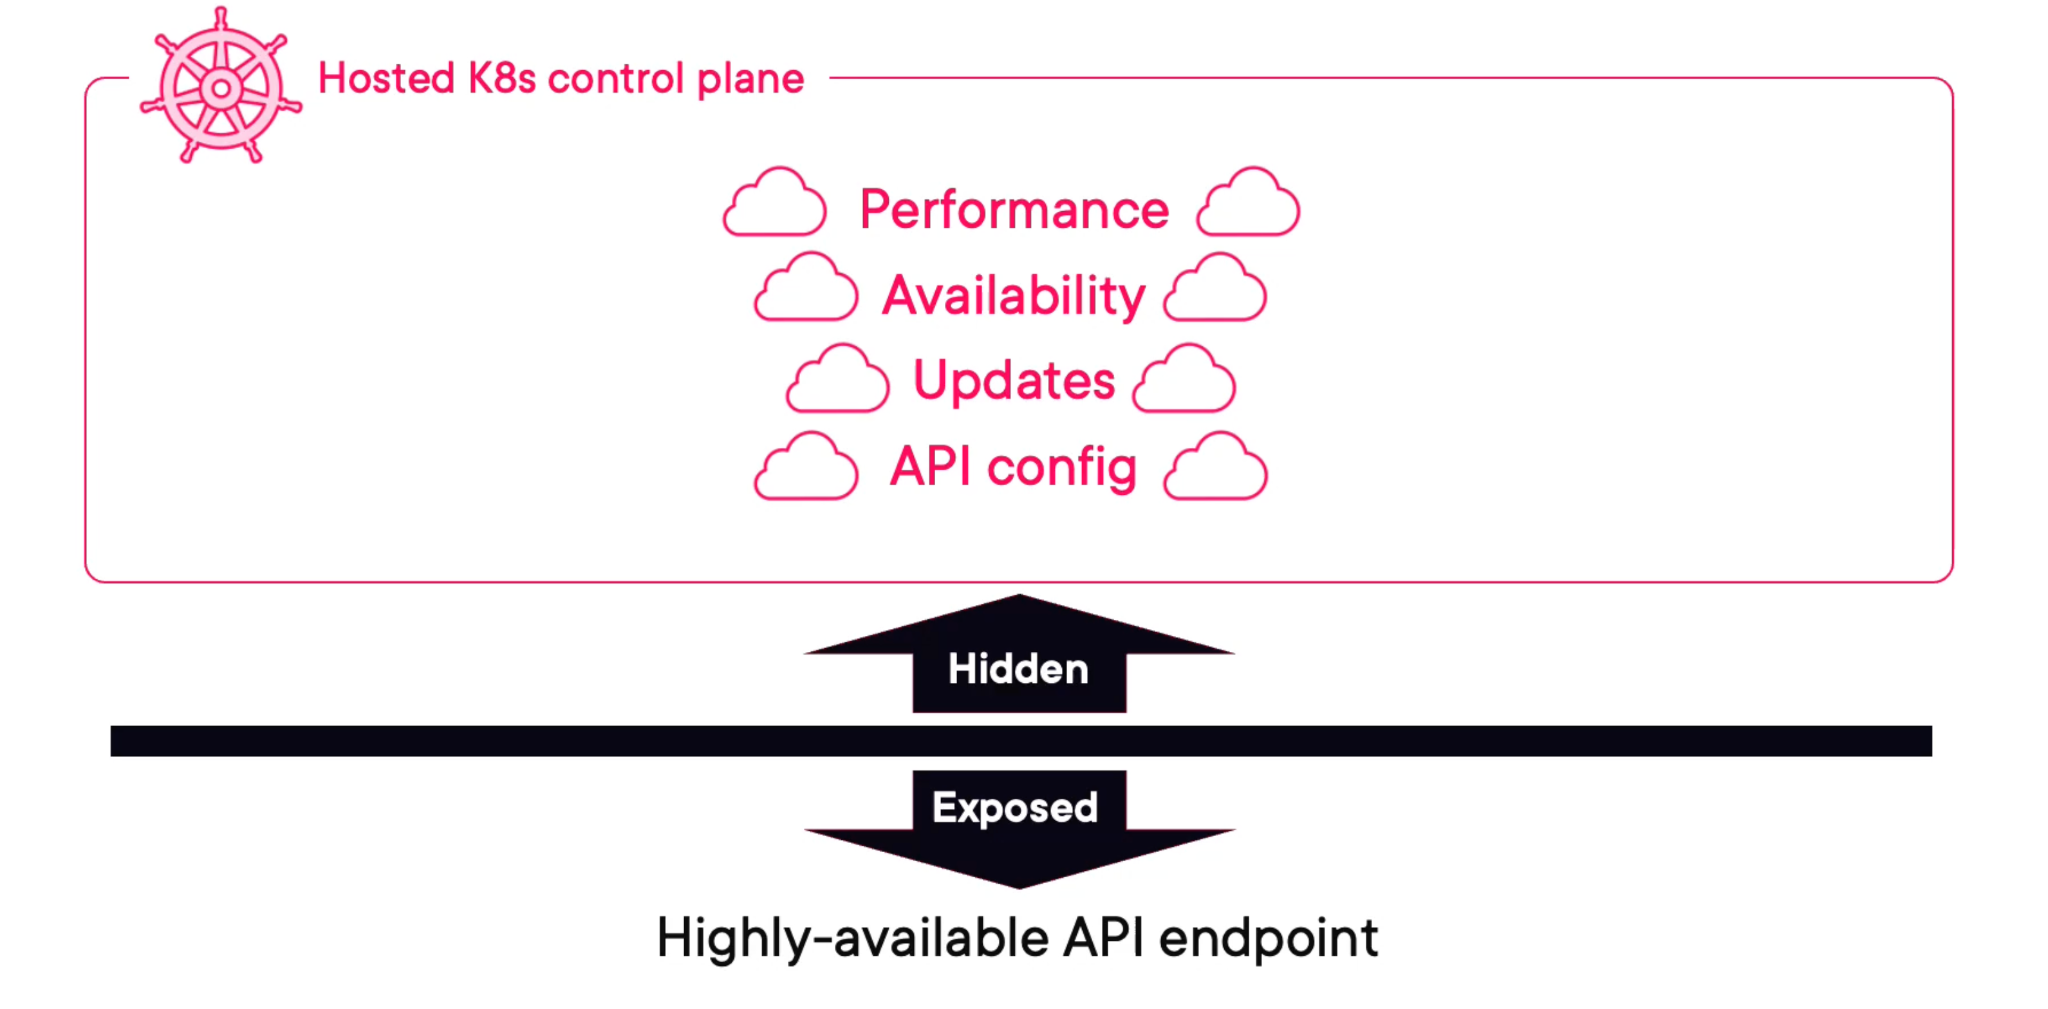 Hosted K8s control plane
Performance
Availability
Updates
API config
Hidden
Exposed
Highly-available API endpoint